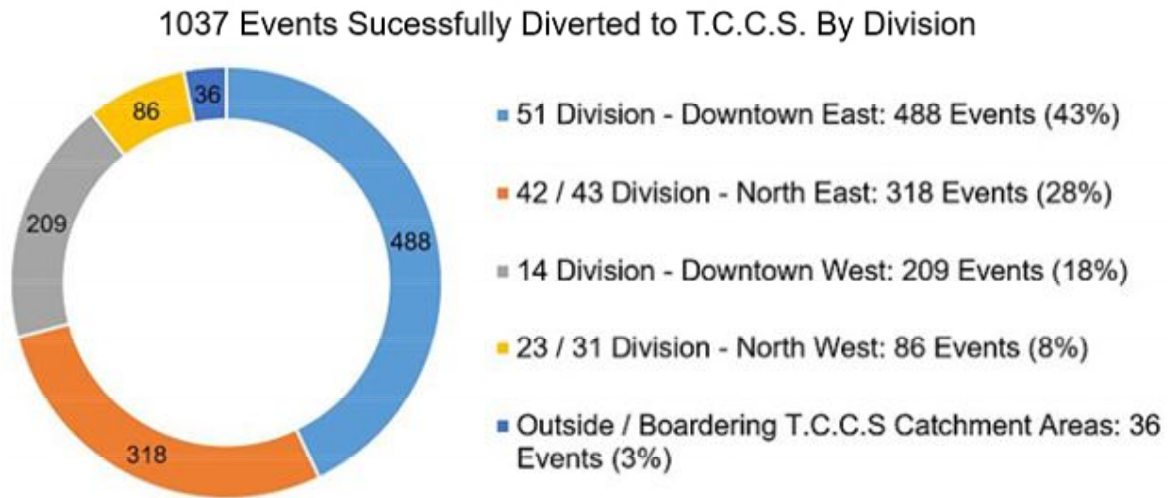 1037 Events Sucessfully Diverted to T.C.C.S. By Division
36
86
209
488
318
51 Division - Downtown East: 488 Events (43%)
42 / 43 Division - North East: 318 Events (28%)
14 Division - Downtown West: 209 Events (18%)
23 / 31 Division - North West: 86 Events (8%)
Outside / Boardering T.C.C.S Catchment Areas: 36
Events (3%)